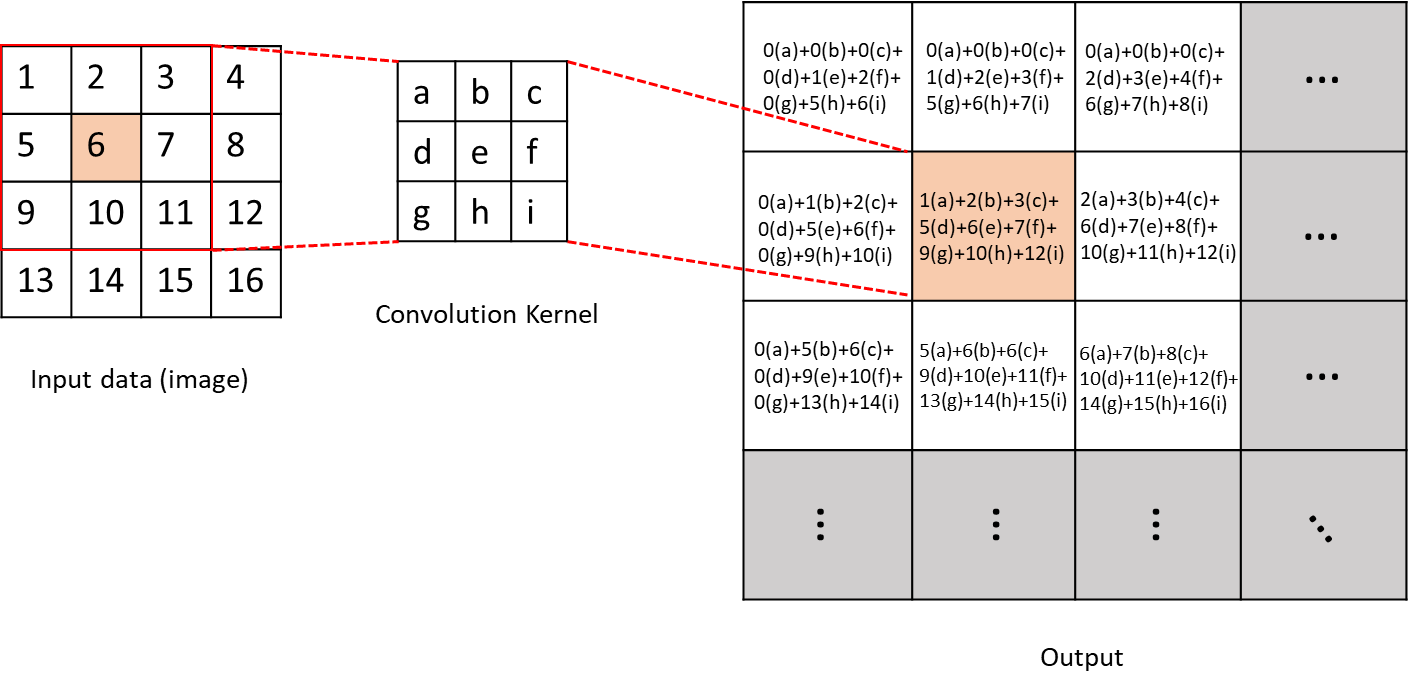 1 2 3 4
5 6 7 8
9 10 11 12
13 14 15 16
Input data (image)
a b c
d e f
g h i
Convolution Kernel
0(a)+0(b)+0(c)+
0(d)+1(e)+2(f)+
0(g)+5(h)+6(i)
0(a)+0(b)+0(c)+
1(d)+2(e)+3(f)+
5(g)+6(h)+7(i)
0(a)+0(b)+0(c)+
2(d)+3(e)+4(f)+
6(g)+7(h)+8(i)
...
0(a)+1(b)+2(c)+
0(d)+5(e)+6(f)+
0(g)+9(h)+10(i)
1(a)+2(b)+3(c)+
5(d)+6(e)+7(f)+
9(g)+10(h)+12(i)
2(a)+3(b)+4(c)+
6(d)+7(e)+8(f)+
10(g)+11(h)+12(i)
...
0(a)+5(b)+6(c)+
0(d)+9(e)+10(f)+
0(g)+13(h)+14(i)
5(a)+6(b)+6(c)+
9(d)+10(e)+11(f)+
13(g)+14(h)+15(i)
6(a)+7(b)+8(c)+
10(d)+11(e)+12(f)+
14(g)+15(h)+16(i)
...
⋮ ⋮ ⋮ ⋱
Output